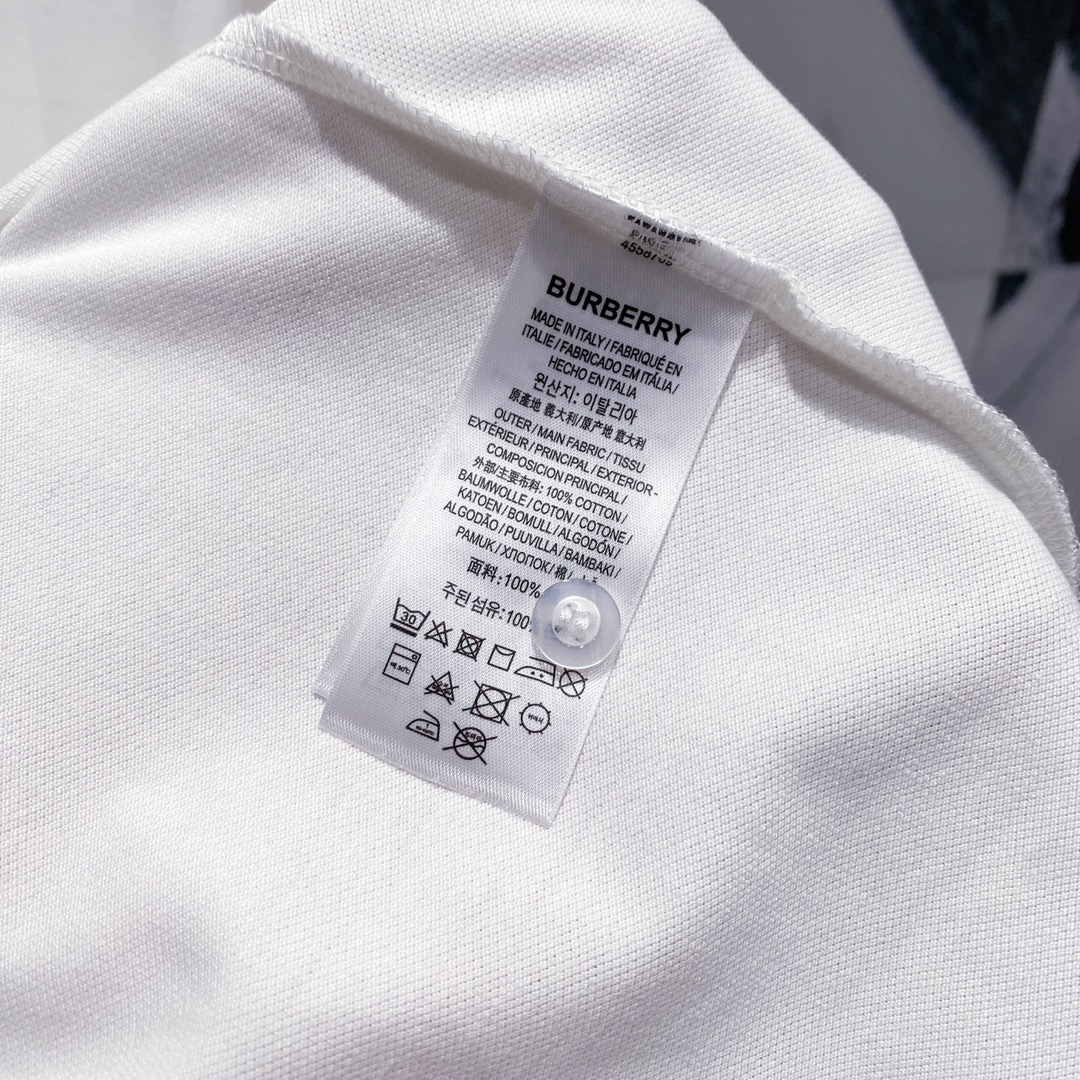 BURBERRY
MADE IN ITALY / FABRIQUÉ EN
ITALIE / FABRICADO EM ITÁLIA /
HECHO EN ITALIA
원산지: 이탈리아
原產地 義大利/原产地 意大利
OUTER / MAIN FABRIC / TISSU
EXTÉRIEUR / PRINCIPAL / EXTERIOR -
COMPOSICION PRINCIPAL /
外部/主要布料: 100% COTTON /
BAUMWOLLE / COTON / COTONE /
KATOEN / BOMULL / ALGODÓN /
ALGODÃO / PUUVILLA / BAMBAKI /
PAMUK / ХЛОПОК / 棉 /
面料:100%
주된 섬유:100
30